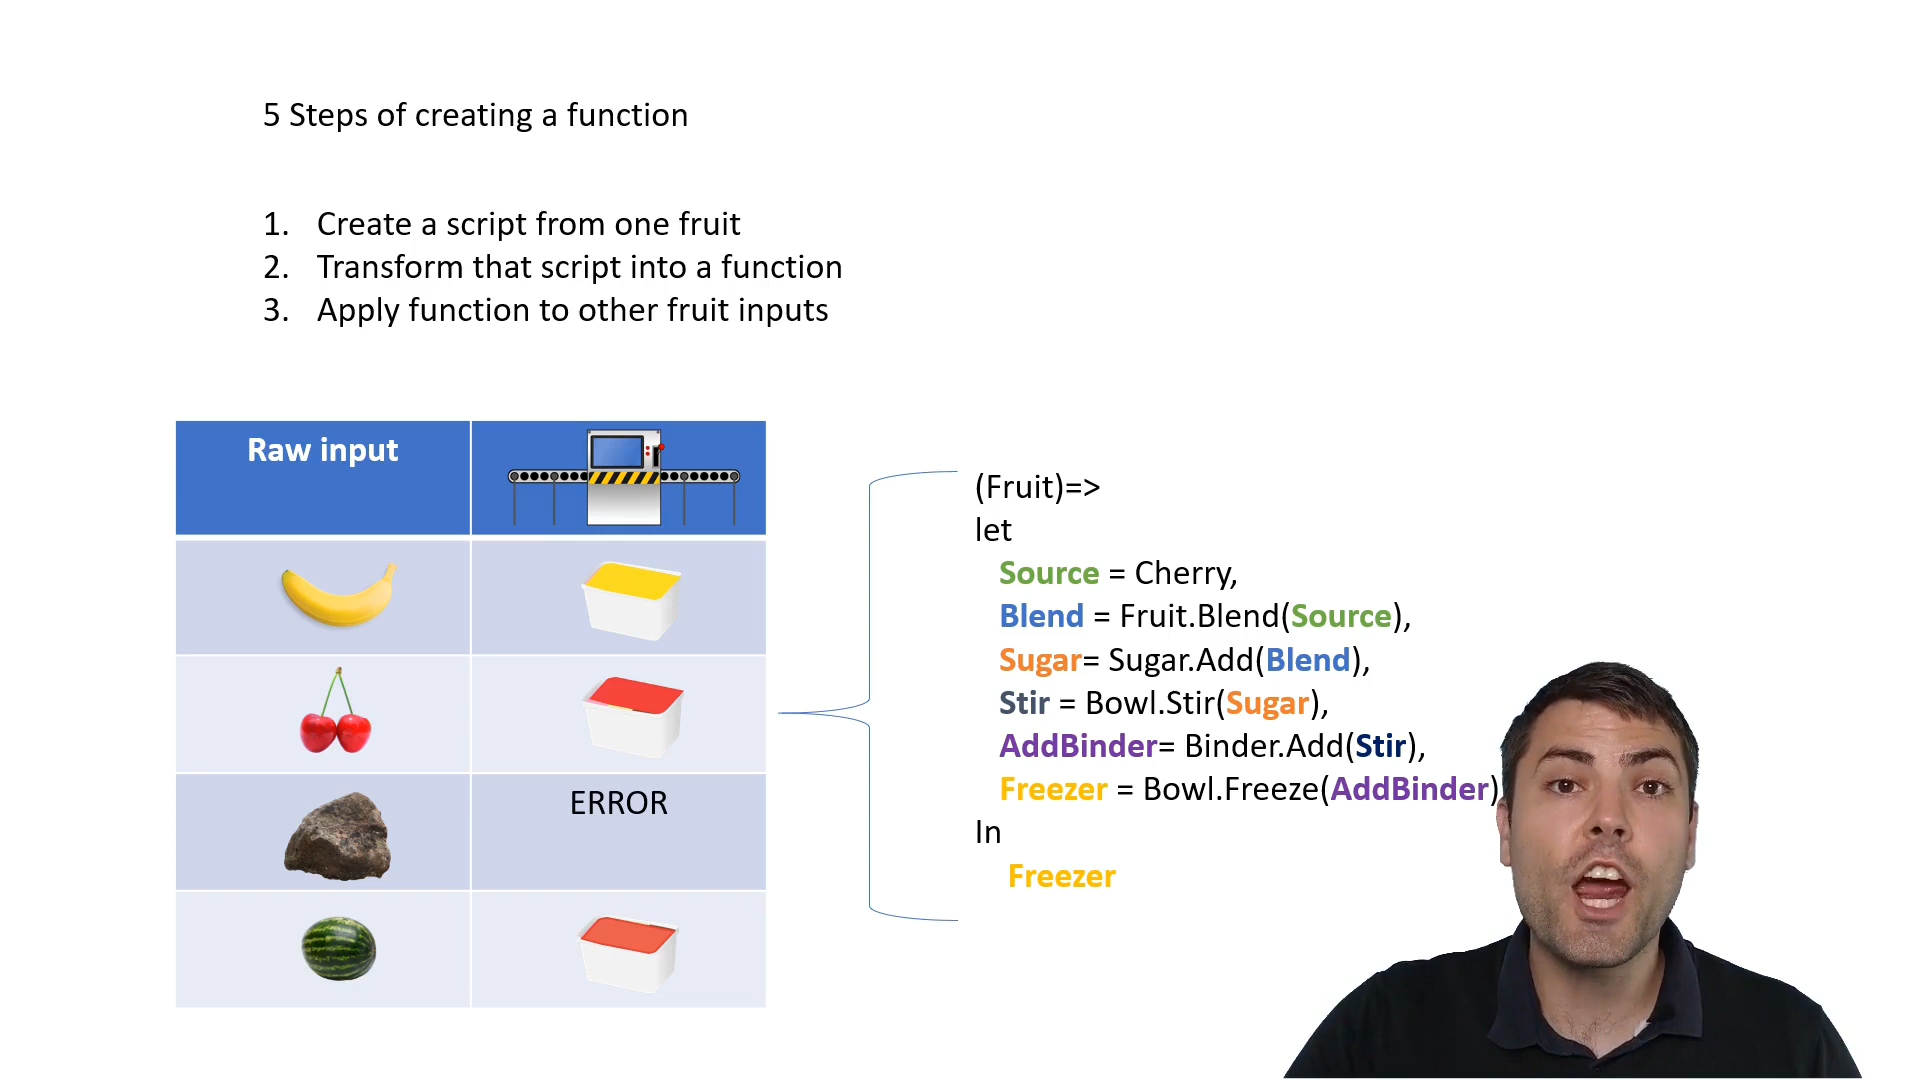 5 Steps of creating a function
1. Create a script from one fruit
2. Transform that script into a function
3. Apply function to other fruit inputs
Raw input
ERROR
(Fruit)=>
let
Source = Cherry,
Blend = Fruit.Blend(Source),
Sugar= Sugar.Add(Blend),
Stir = Bowl.Stir(Sugar),
AddBinder= Binder.Add(Stir),
Freezer = Bowl.Freeze(AddBinder)
In
Freezer